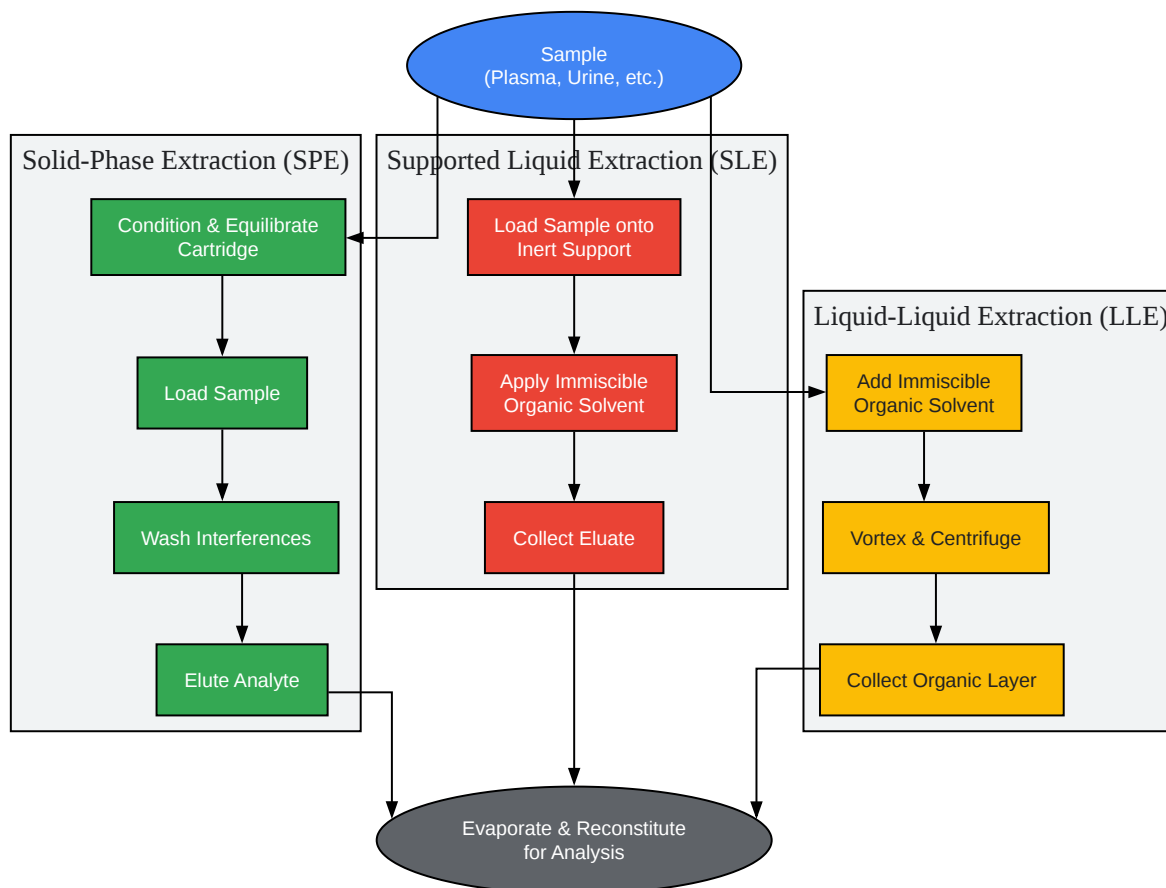 Sample
(Plasma, Urine, etc.)
Solid-Phase Extraction (SPE)
Condition & Equilibrate
Cartridge
Load Sample
Wash Interferences
Elute Analyte
Supported Liquid Extraction (SLE)
Load Sample onto
Inert Support
Apply Immiscible
Organic Solvent
Collect Eluate
Liquid-Liquid Extraction (LLE)
Add Immiscible
Organic Solvent
Vortex & Centrifuge
Collect Organic Layer
Evaporate & Reconstitute
for Analysis